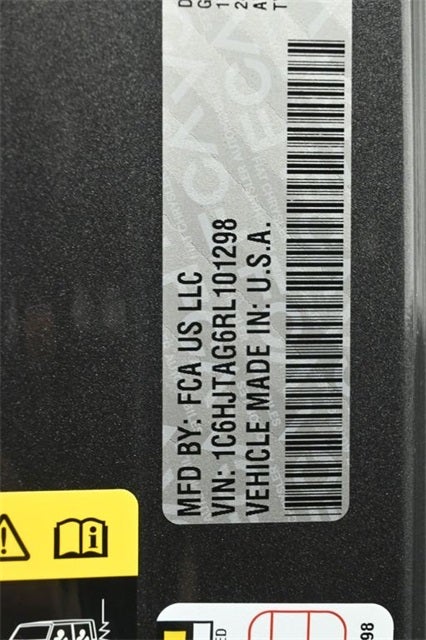 MFD BY: FCA US LLC
VIN: 1C6HJTAG6RL101298
VEHICLE MADE IN: U.S.A.